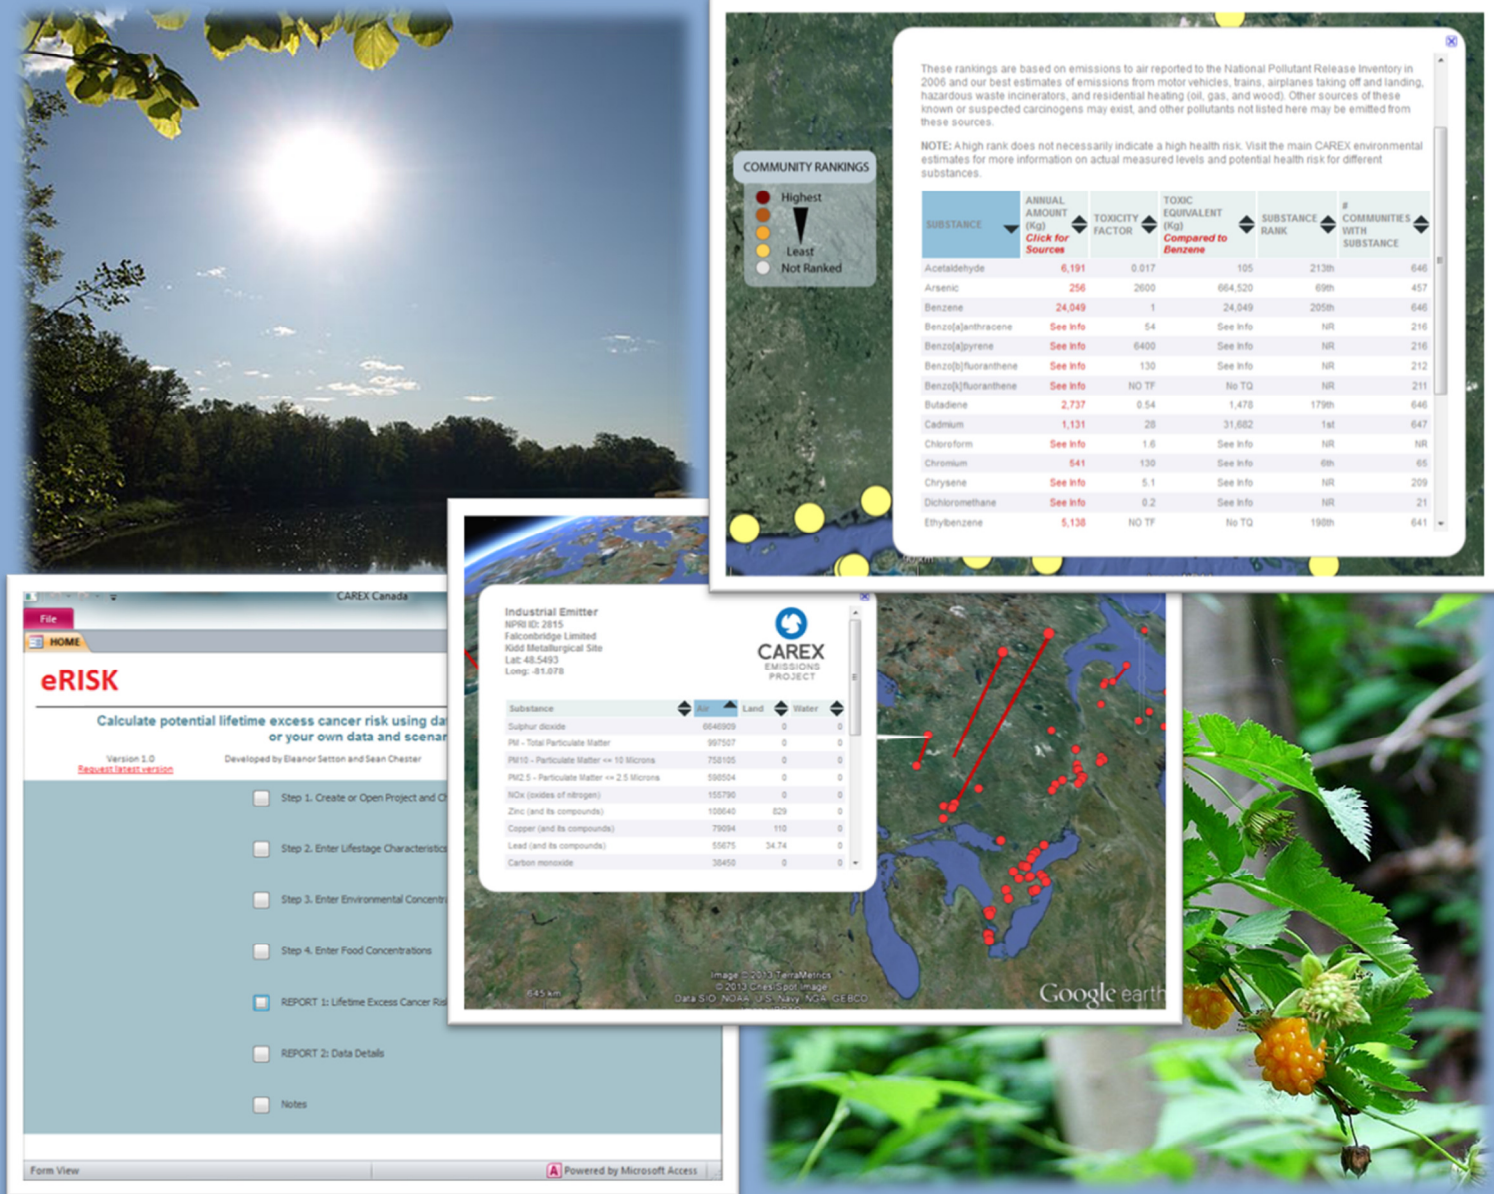 These rankings are based on emissions to air reported to the National Pollutant Release Inventory in
2006 and our best estimates of emissions from motor vehicles, trains, airplanes taking off and landing,
hazardous waste incinerators, and residential heating (oil, gas, and wood). Other sources of these
known or suspected carcinogens may exist, and other pollutants not listed here may be emitted from
these sources.
NOTE: A high rank does not necessarily indicate a high health risk. Visit the main CAREX environmental
estimates for more information on actual measured levels and potential health risk for different
substances.
COMMUNITY RANKINGS
Highest
Least
Not Ranked
SUBSTANCE ANNUAL AMOUNT (Kg) Click for Sources TOXICITY FACTOR TOXIC EQUIVALENT (Kg) Compared to Benzene SUBSTANCE RANK # COMMUNITIES WITH SUBSTANCE
Acetaldehyde 6,191 0.017 105 213th 646
Arsenic 256 2600 664,520 69th 457
Benzene 24,049 1 24,049 205th 646
Benzo[a]anthracene See Info 54 See Info NR 216
Benzo[a]pyrene See Info 6400 See Info NR 216
Benzo[b]fluoranthene See Info 130 See Info NR 212
Benzo[k]fluoranthene See Info NO TF No TQ NR 211
Butadiene 2,737 0.54 1,478 179th 646
Cadmium 1,131 28 31,682 1st 647
Chloroform See Info 1.6 See Info NR NR
Chromium 541 130 See Info 6th 65
Chrysene See Info 5.1 See Info NR 209
Dichloromethane See Info 0.2 See Info NR 21
Ethylbenzene 5,138 NO TF No TQ 198th 641
Industrial Emitter
NPRI ID: 2815
Falconbridge Limited
Kidd Metallurgical Site
Lat: 48.5493
Long: -81.078
CAREX
EMISSIONS
PROJECT
Substance Air Land Water
Sulphur dioxide 6646909 0 0
PM - Total Particulate Matter 997507 0 0
PM10 - Particulate Matter <= 10 Microns 758105 0 0
PM2.5 - Particulate Matter <= 2.5 Microns 598504 0 0
NOx (oxides of nitrogen) 155790 0 0
Zinc (and its compounds) 108640 829 0
Copper (and its compounds) 79094 110 0
Lead (and its compounds) 55675 34.74 0
Carbon monoxide 38450 0 0
Image © 2013 TerraMetrics
© 2013 Cnes/Spot Image
Data SIO, NOAA, U.S. Navy, NGA, GEBCO
645 km
Google earth
CAREX Canada
File
HOME
eRISK
Calculate potential lifetime excess cancer risk using da
or your own data and scenar
Version 1.0
Developed by Eleanor Setton and Sean Chester
Request latest version
Step 1. Create or Open Project and Ch
Step 2. Enter Lifestage Characteristics
Step 3. Enter Environmental Concentr
Step 4. Enter Food Concentrations
REPORT 1: Lifetime Excess Cancer Ris
REPORT 2: Data Details
Notes
Form View
Powered by Microsoft Access